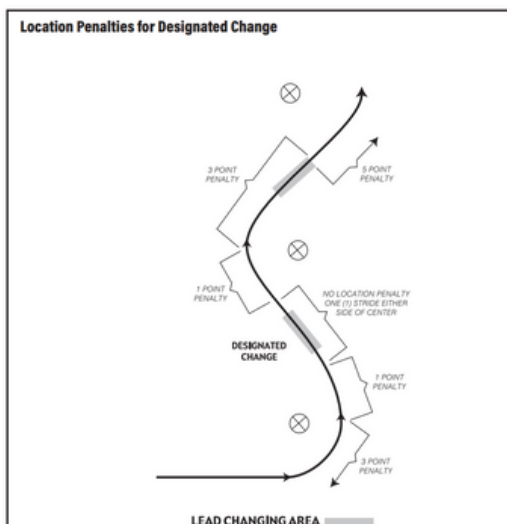 Location Penalties for Designated Change
3 POINT
PENALTY
5 POINT
PENALTY
1 POINT
PENALTY
NO LOCATION PENALTY
ONE (1) STRIDE EITHER
SIDE OF CENTER
DESIGNATED
CHANGE
1 POINT
PENALTY
3 POINT
PENALTY
LEAD CHANGING AREA